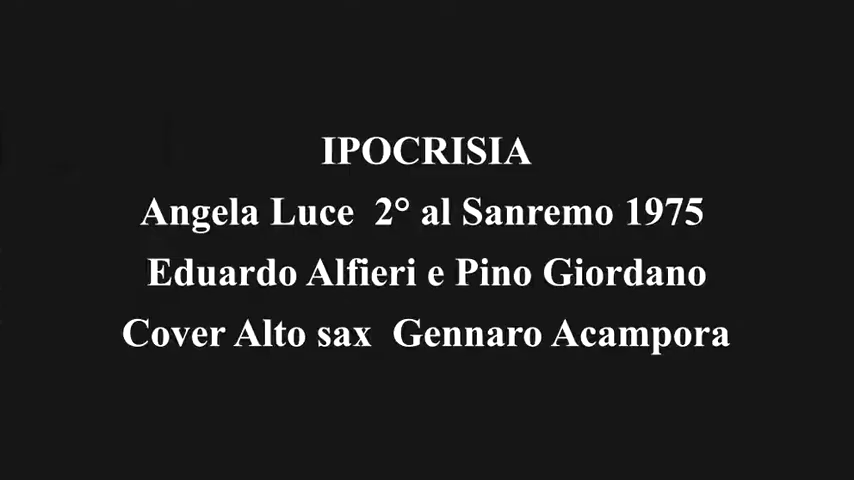 IPOCRISIA
Angela Luce 2° al Sanremo 1975
Eduardo Alfieri e Pino Giordano
Cover Alto sax Gennaro Acampora